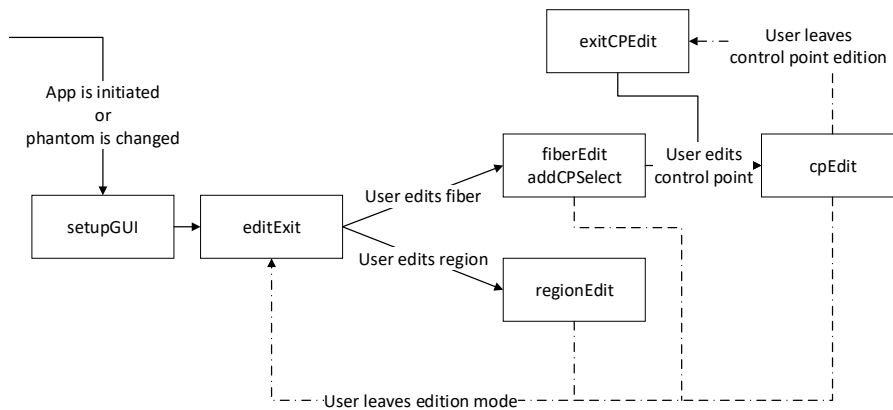 exitCPEdit
User leaves
control point edition
App is initiated
or
phantom is changed
fiberEdit
addCPSelect
User edits
control point
cpEdit
User edits fiber
setupGUI
editExit
User edits region
regionEdit
User leaves edition mode